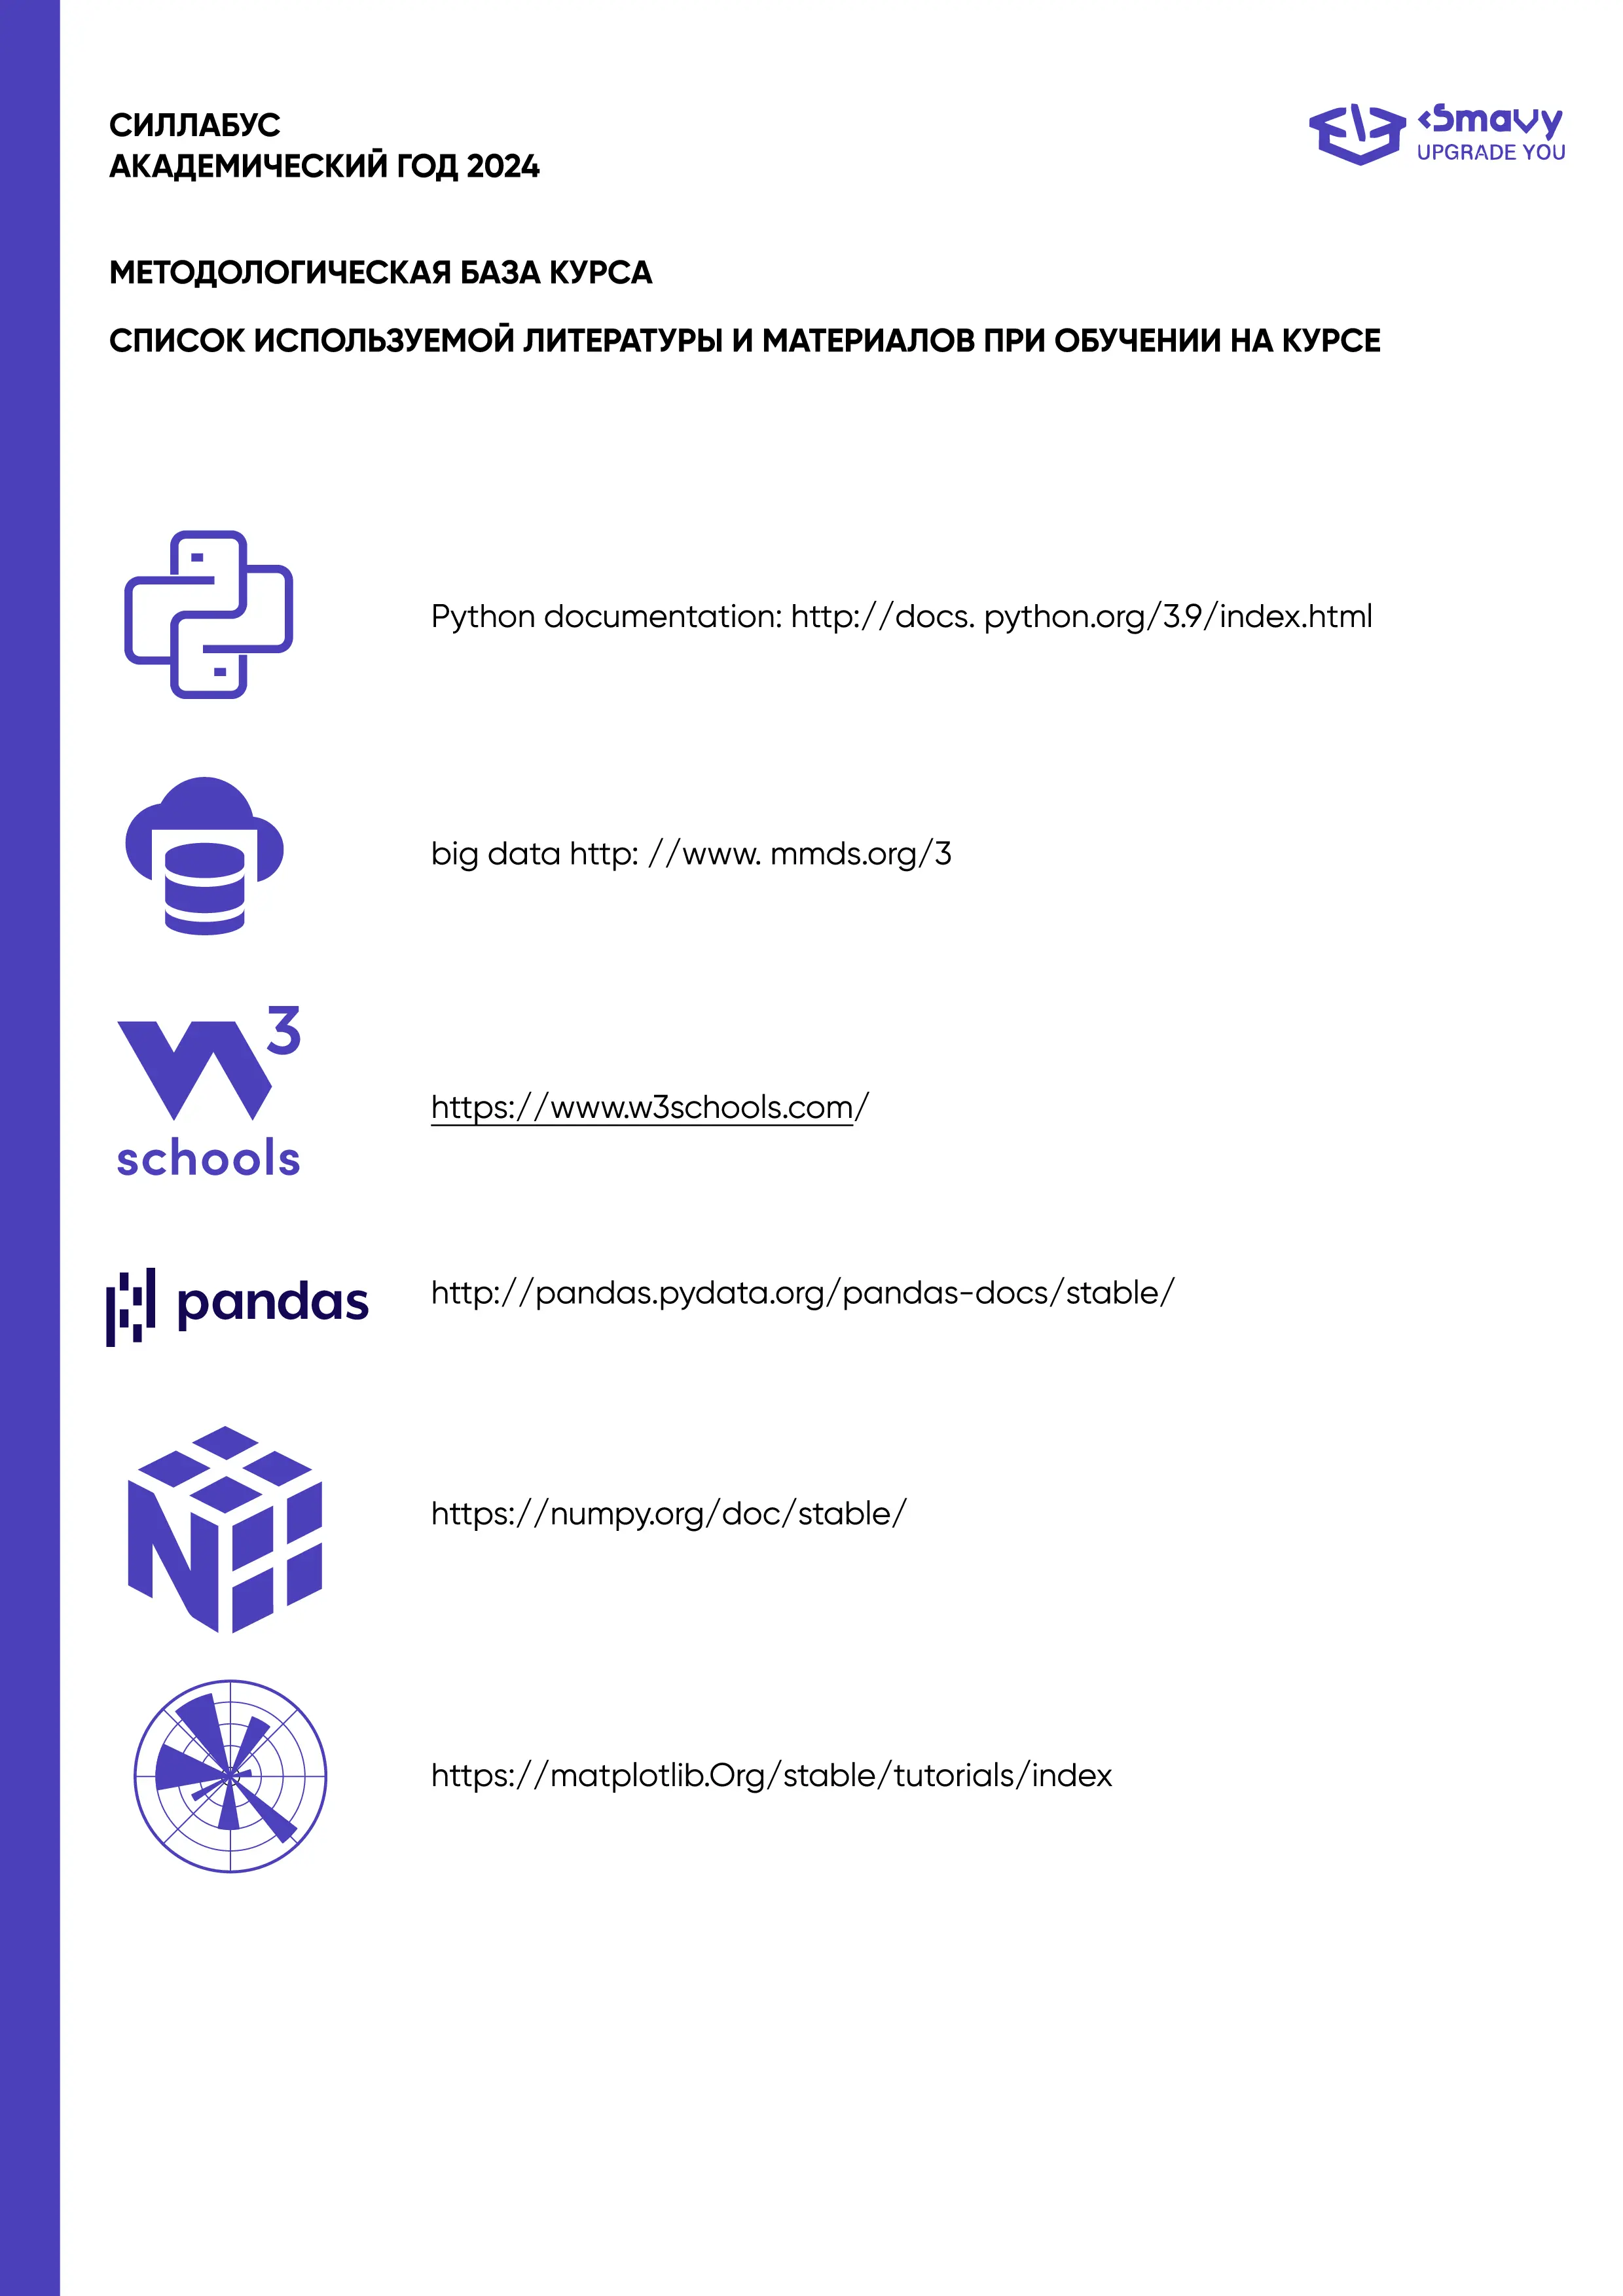 СИЛЛАБУС
АКАДЕМИЧЕСКИЙ ГОД 2024
<Smavy
UPGRADE YOU
МЕТОДОЛОГИЧЕСКАЯ БАЗА КУРСА
СПИСОК ИСПОЛЬЗУЕМОЙ ЛИТЕРАТУРЫ И МАТЕРИАЛОВ ПРИ ОБУЧЕНИИ НА КУРСЕ
Python documentation: http://docs. python.org/3.9/index.html
big data http: //www. mmds.org/3
W3
schools
https://www.w3schools.com/
pandas
http://pandas.pydata.org/pandas-docs/stable/
N
https://numpy.org/doc/stable/
https://matplotlib.Org/stable/tutorials/index